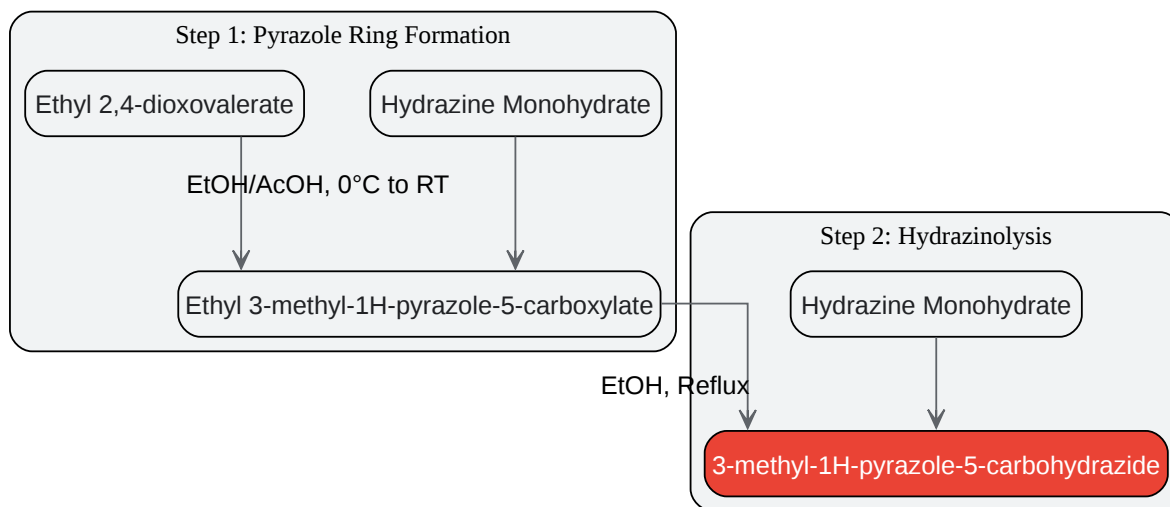 Step 1: Pyrazole Ring Formation
Ethyl 2,4-dioxovalerate
Hydrazine Monohydrate
EtOH/AcOH, 0°C to RT
Ethyl 3-methyl-1H-pyrazole-5-carboxylate
Step 2: Hydrazinolysis
Hydrazine Monohydrate
EtOH, Reflux
3-methyl-1H-pyrazole-5-carbohydrazide